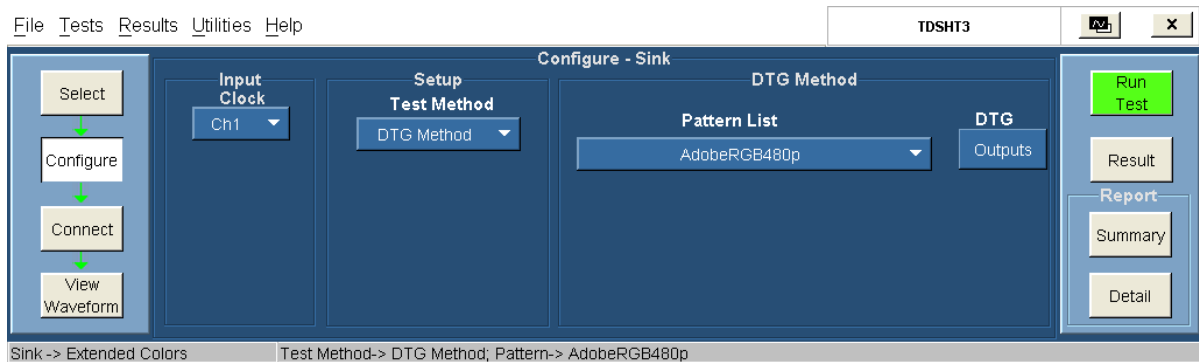 File Tests Results Utilities Help
TDSHT3
x
Select
Configure
Connect
View
Waveform
Configure - Sink
Input
Clock
Ch1
Setup
Test Method
DTG Method
DTG Method
Pattern List
AdobeRGB480p
DTG
Outputs
Run
Test
Result
Report
Summary
Detail
Sink -> Extended Colors
Test Method-> DTG Method; Pattern-> AdobeRGB480p